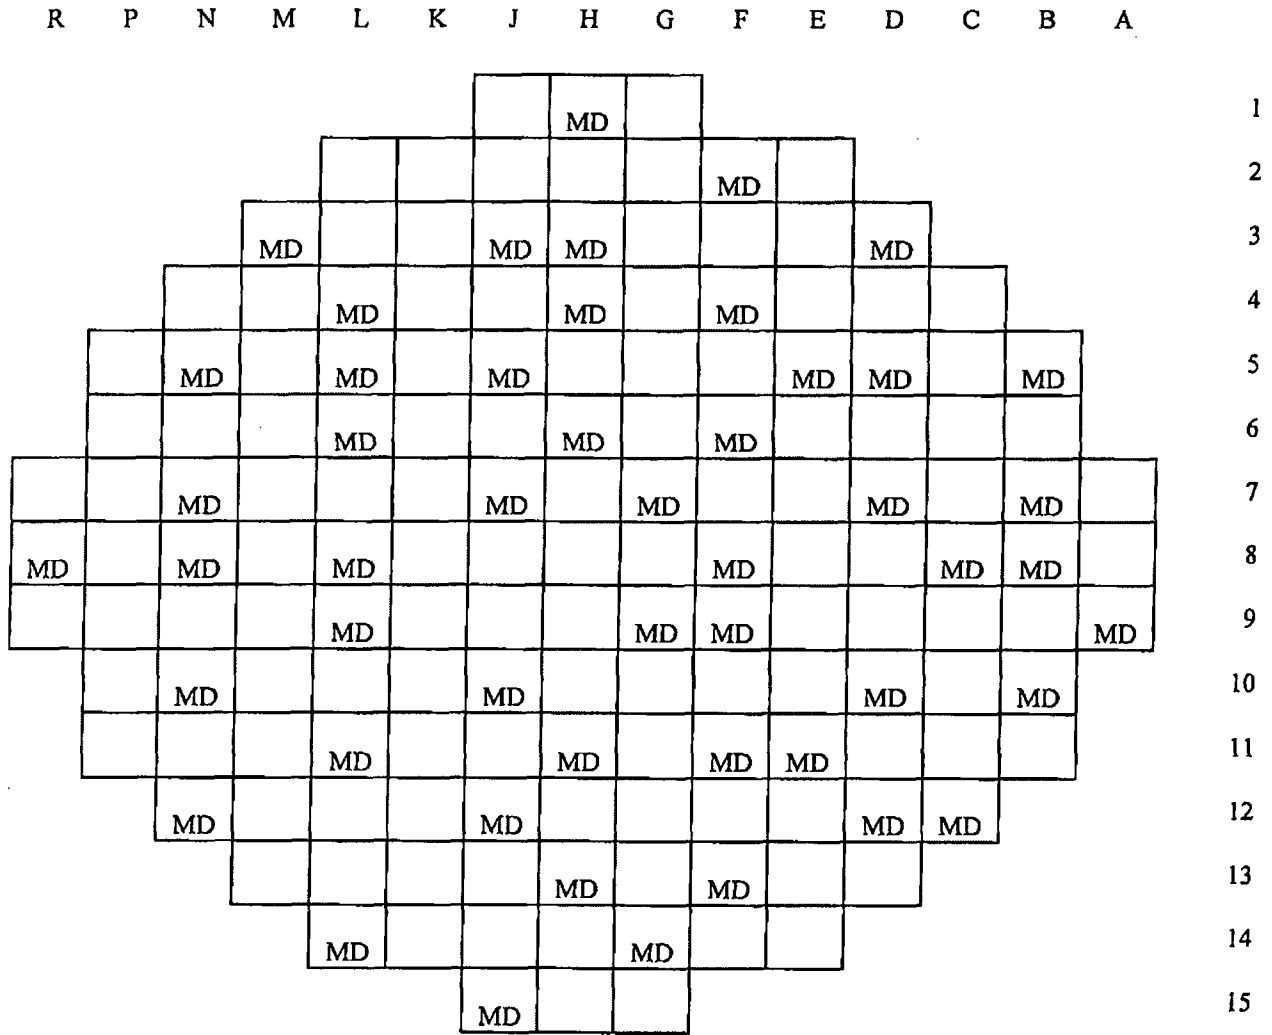 R P N M L K J H G F E D C B A
1
MD
2
MD
3
MD MD MD MD
4
MD MD MD
5
MD MD MD MD MD MD
6
MD MD MD
7
MD MD MD MD MD
8
MD MD MD MD MD MD
9
MD MD MD MD
10
MD MD MD MD
11
MD MD MD MD
12
MD MD MD MD
13
MD MD
14
MD MD
15
MD